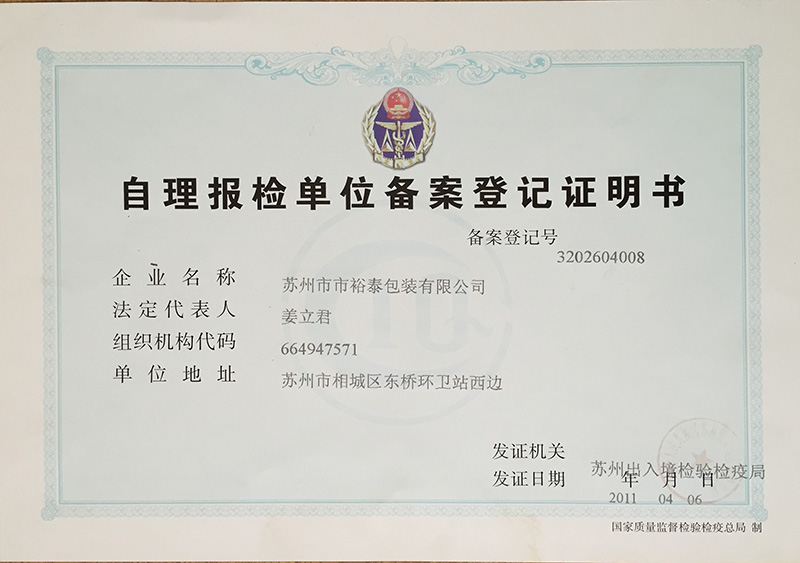 自理报检单位备案登记证明书
备案登记号
3202604008
企业名称 苏州市市裕泰包装有限公司
法定代表人 姜立君
组织机构代码 664947571
单位地址 苏州市相城区东桥环卫站西边
发证机关 苏州出入境检验检疫局
发证日期 年 月 日
2011 04 06
国家质量监督检验检疫总局 制